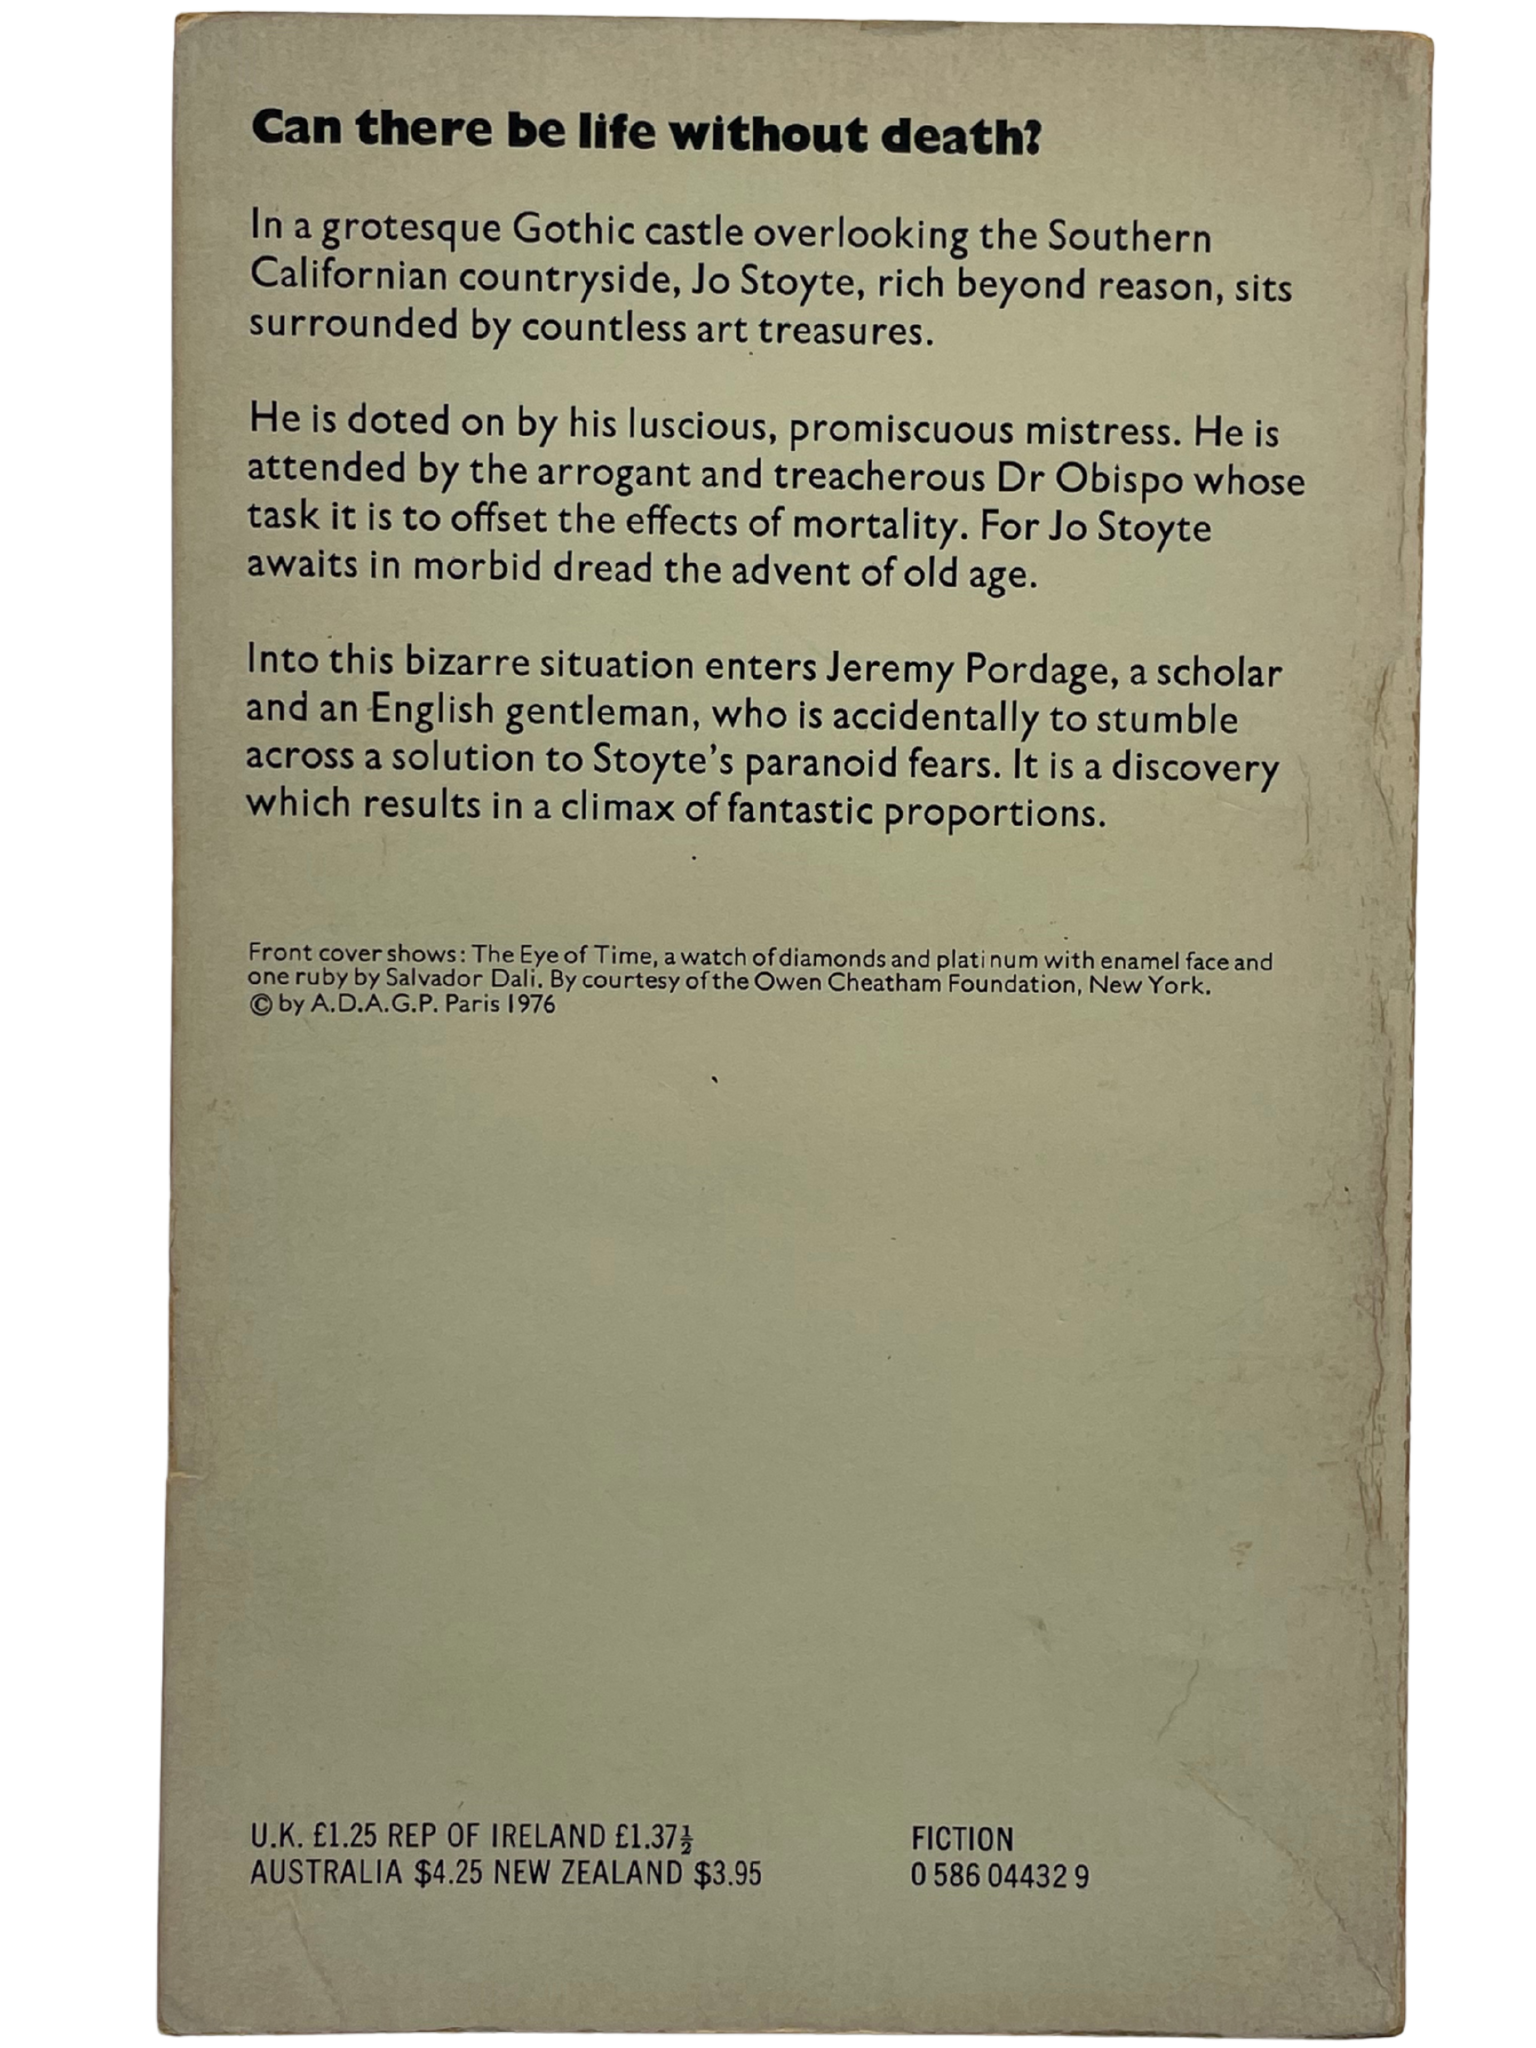 Can there be life without death?
In a grotesque Gothic castle overlooking the Southern
Californian countryside, Jo Stoyte, rich beyond reason, sits
surrounded by countless art treasures.
He is doted on by his luscious, promiscuous mistress. He is
attended by the arrogant and treacherous Dr Obispo whose
task it is to offset the effects of mortality. For Jo Stoyte
awaits in morbid dread the advent of old age.
Into this bizarre situation enters Jeremy Pordage, a scholar
and an English gentleman, who is accidentally to stumble
across a solution to Stoyte's paranoid fears. It is a discovery
which results in a climax of fantastic proportions.
Front cover shows: The Eye of Time, a watch of diamonds and platinum with enamel face and
one ruby by Salvador Dali. By courtesy of the Owen Cheatham Foundation, New York.
© by A.D.A.G.P. Paris 1976
U.K. £1.25 REP OF IRELAND £1.37½
AUSTRALIA $4.25 NEW ZEALAND $3.95
FICTION
0 586 04432 9